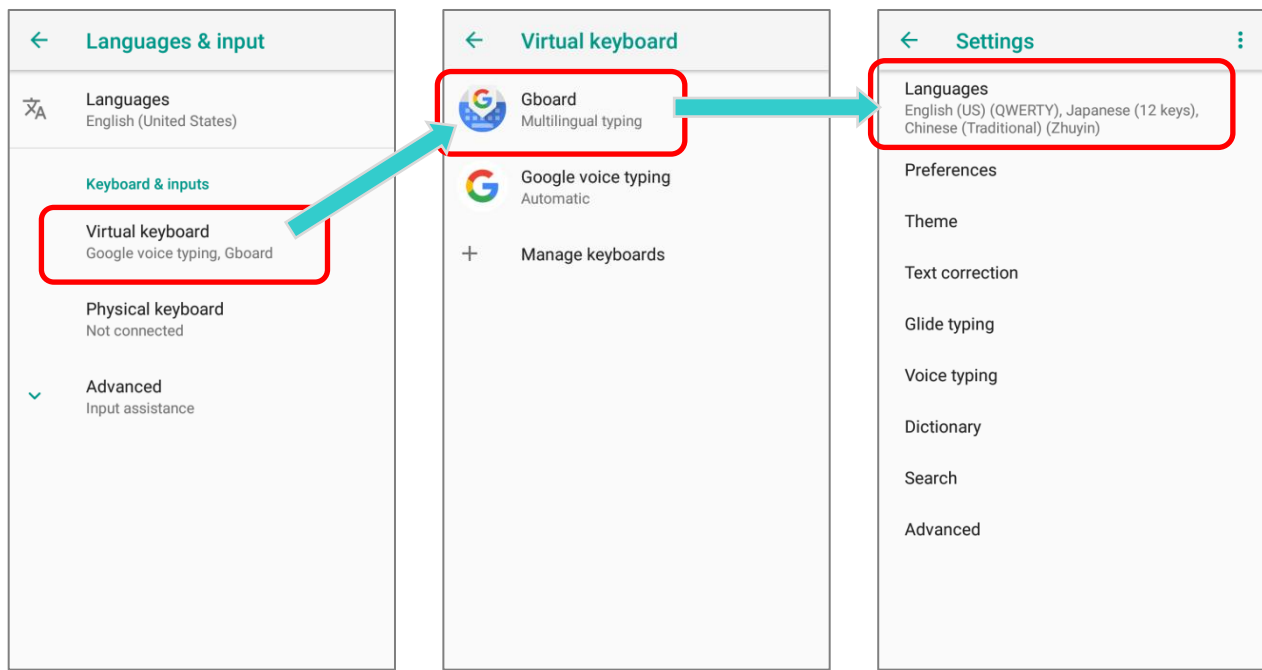 Languages & input
Languages
English (United States)
Keyboard & inputs
Virtual keyboard
Google voice typing, Gboard
Physical keyboard
Not connected
Advanced
Input assistance
Virtual keyboard
Gboard
Multilingual typing
Google voice typing
Automatic
Manage keyboards
Settings
Languages
English (US) (QWERTY), Japanese (12 keys),
Chinese (Traditional) (Zhuyin)
Preferences
Theme
Text correction
Glide typing
Voice typing
Dictionary
Search
Advanced